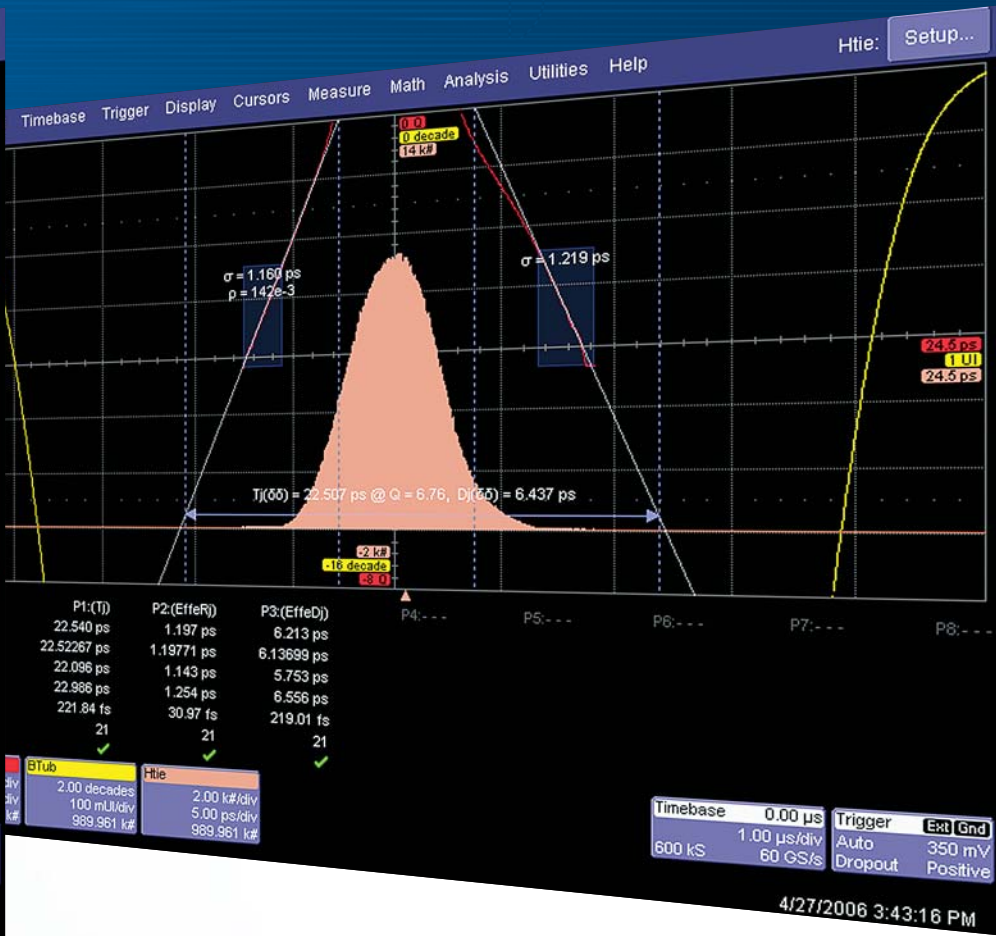 Htie: Setup...
Timebase Trigger Display Cursors Measure Math Analysis Utilities Help
0 Q
0 decade
14 k#
σ = 1.160 ps
ρ = 142e-3
σ = 1.219 ps
24.5 ps
1 UI
24.5 ps
Tj(δδ) = 22.507 ps @ Q = 6.76, Dj(δδ) = 6.437 ps
-2 k#
-16 decade
-8 Q
P1:(Tj) P2:(EffeRj) P3:(EffeDj) P4:- - - P5:- - - P6:- - - P7:- - - P8:- - -
22.540 ps 1.197 ps 6.213 ps
22.52267 ps 1.19771 ps 6.13699 ps
22.096 ps 1.143 ps 5.753 ps
22.986 ps 1.254 ps 6.556 ps
221.84 fs 30.97 fs 219.01 fs
21 21 21
div
div
k#
BTub
2.00 decades
100 mUI/div
989.961 k#
Htie
2.00 k#/div
5.00 ps/div
989.961 k#
Timebase 0.00 µs
1.00 µs/div
600 kS 60 GS/s
Trigger Ext Gnd
Auto 350 mV
Dropout Positive
4/27/2006 3:43:16 PM